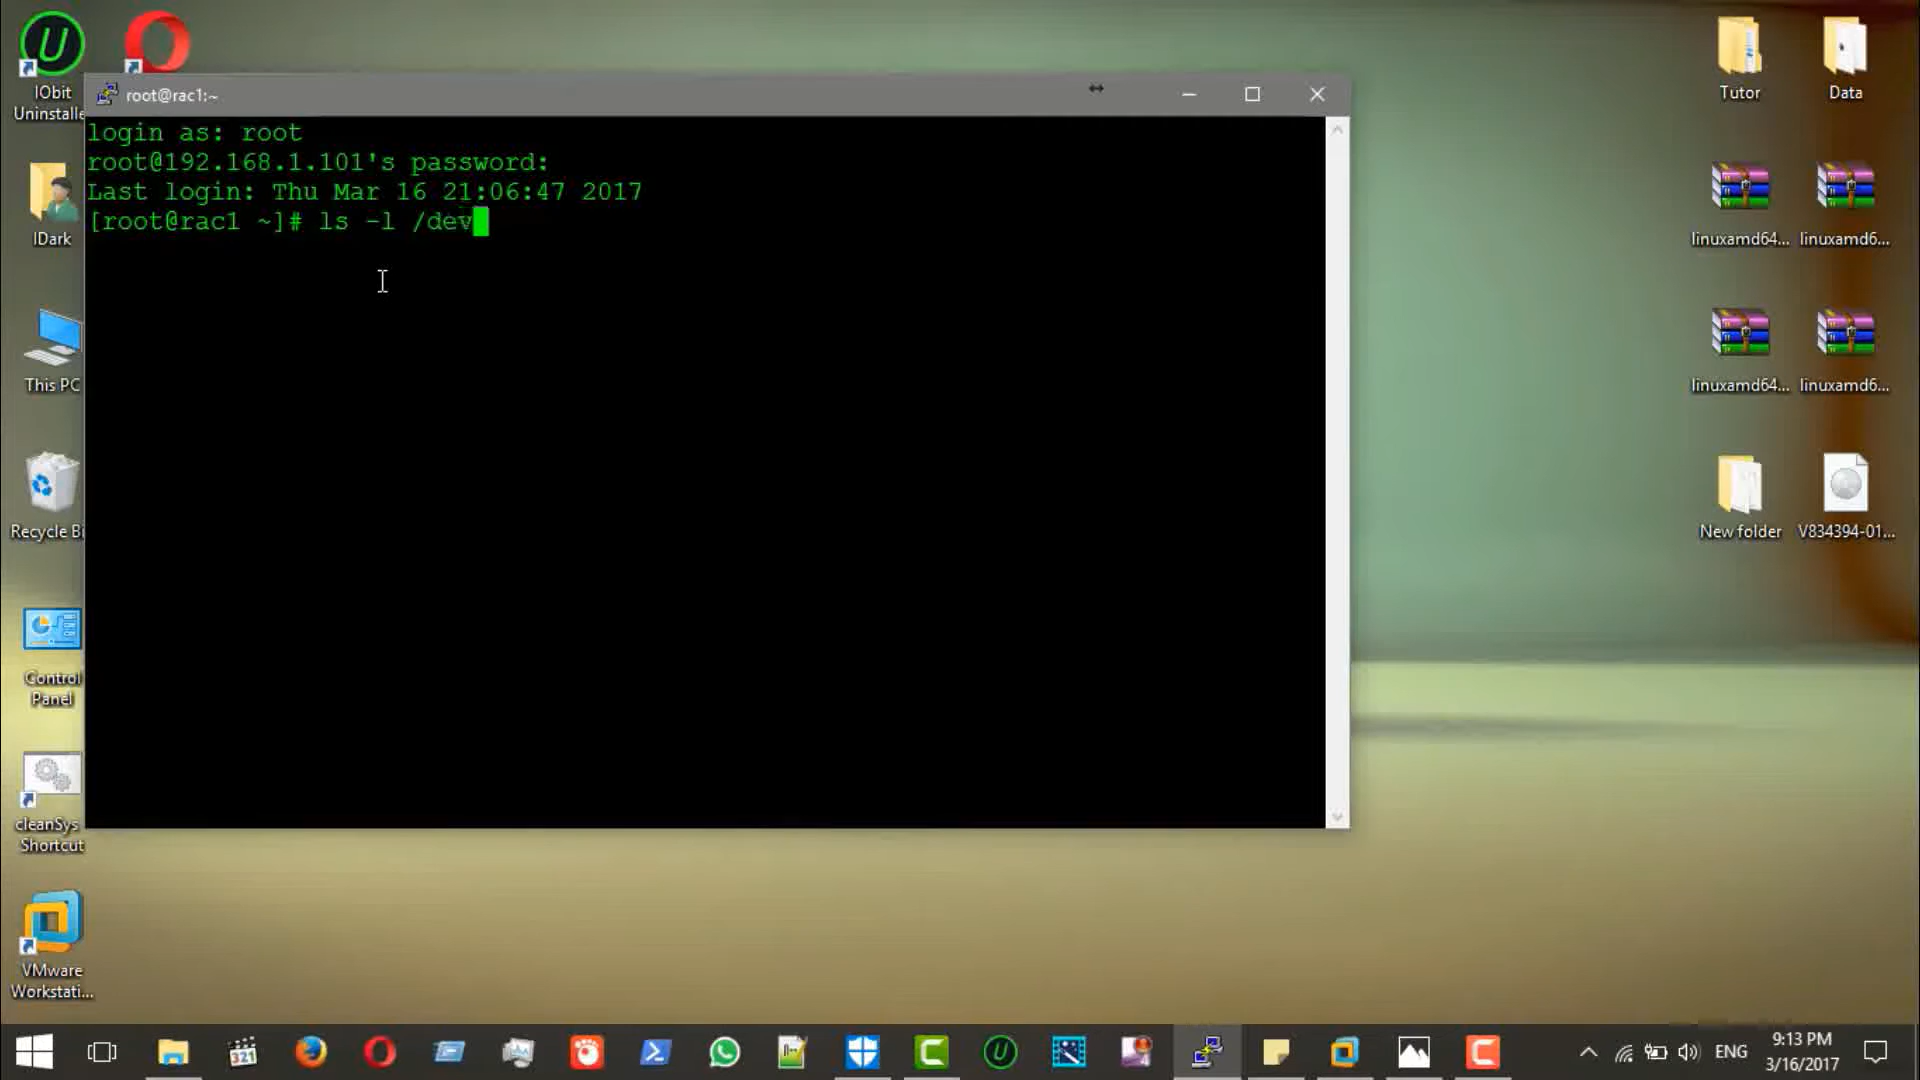 IObit
Uninstalle
root@rac1:~
login as: root
root@192.168.1.101's password:
Last login: Thu Mar 16 21:06:47 2017
[root@rac1 ~]# ls -l /dev
IDark
This PC
Recycle Bi
Control
Panel
cleanSys
Shortcut
VMware
Workstati...
Tutor
Data
linuxamd64...
linuxamd6...
linuxamd64...
linuxamd6...
New folder
V834394-01...
321
ENG
9:13 PM
3/16/2017